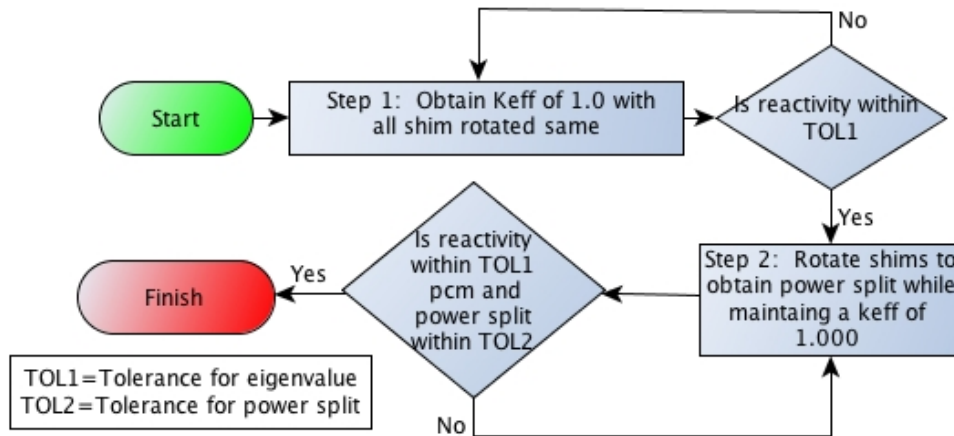 No
Start
Step 1:  Obtain Keff of 1.0 with
all shim rotated same
Is reactivity within
TOL1
Yes
Step 2:  Rotate shims to
obtain power split while
maintaing a keff of
1.000
Is reactivity
within TOL1
pcm and
power split
within TOL2
Yes
Finish
No
TOL1=Tolerance for eigenvalue
TOL2=Tolerance for power split